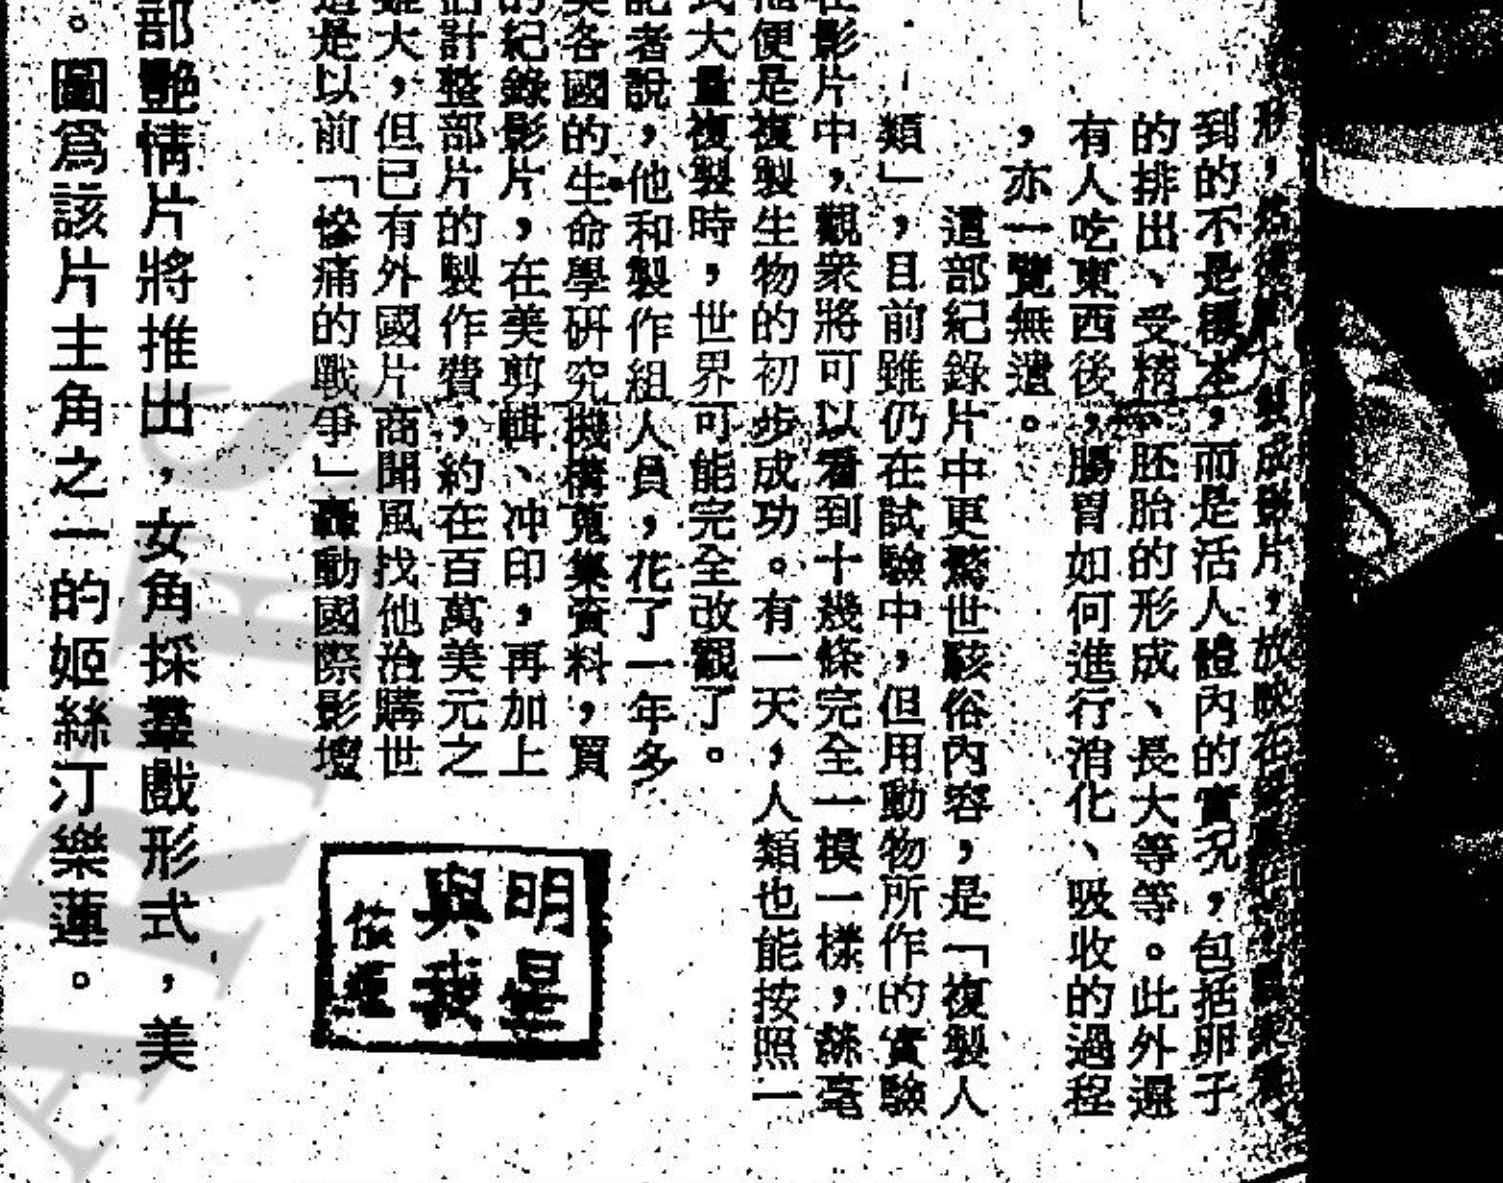 到的不是標本，而是活人體內的實況，包括卵子
的排出、受精、胚胎的形成、長大等等。此外還
有人吃東西後，腸胃如何進行消化、吸收的過程
，亦一覽無遺。
這部紀錄片中更驚世駭俗內容，是「複製人
類」，目前雖仍在試驗中，但用動物所作的實驗
在影片中，觀衆將可以看到十幾條完全一模一樣，絲毫
便是複製生物的初步成功。有一天，人類也能按照一
式大量複製時，世界可能完全改觀了。
記者說，他和製作組人員，花了一年多
美各國的生命學研究機構蒐集資料，買
的紀錄影片，在美剪輯、冲印，再加上
估計整部片的製作費，約在百萬美元之
雖大，但已有外國片商聞風找他洽購世
這是以前「慘痛的戰爭」轟動國際影壇
明星
與我
部艷情片將推出，女角採羣戲形式，美
。圖爲該片主角之一的姬絲汀樂蓮。
ARIES